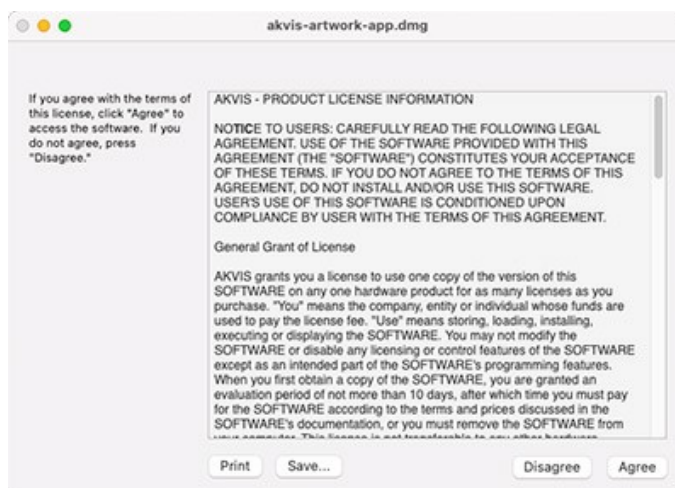 akvis-artwork-app.dmg
If you agree with the terms of
this license, click "Agree" to
access the software.  If you
do not agree, press
"Disagree."
AKVIS - PRODUCT LICENSE INFORMATION
NOTICE TO USERS: CAREFULLY READ THE FOLLOWING LEGAL
AGREEMENT. USE OF THE SOFTWARE PROVIDED WITH THIS
AGREEMENT (THE "SOFTWARE") CONSTITUTES YOUR ACCEPTANCE
OF THESE TERMS. IF YOU DO NOT AGREE TO THE TERMS OF THIS
AGREEMENT, DO NOT INSTALL AND/OR USE THIS SOFTWARE.
USER'S USE OF THIS SOFTWARE IS CONDITIONED UPON
COMPLIANCE BY USER WITH THE TERMS OF THIS AGREEMENT.
General Grant of License
AKVIS grants you a license to use one copy of the version of this
SOFTWARE on any one hardware product for as many licenses as you
purchase. "You" means the company, entity or individual whose funds are
used to pay the license fee. "Use" means storing, loading, installing,
executing or displaying the SOFTWARE. You may not modify the
SOFTWARE or disable any licensing or control features of the SOFTWARE
except as an intended part of the SOFTWARE's programming features.
When you first obtain a copy of the SOFTWARE, you are granted an
evaluation period of not more than 10 days, after which time you must pay
for the SOFTWARE according to the terms and prices discussed in the
SOFTWARE's documentation, or you must remove the SOFTWARE from
your computer. This license is not transferable to any other hardware
Print
Save...
Disagree
Agree